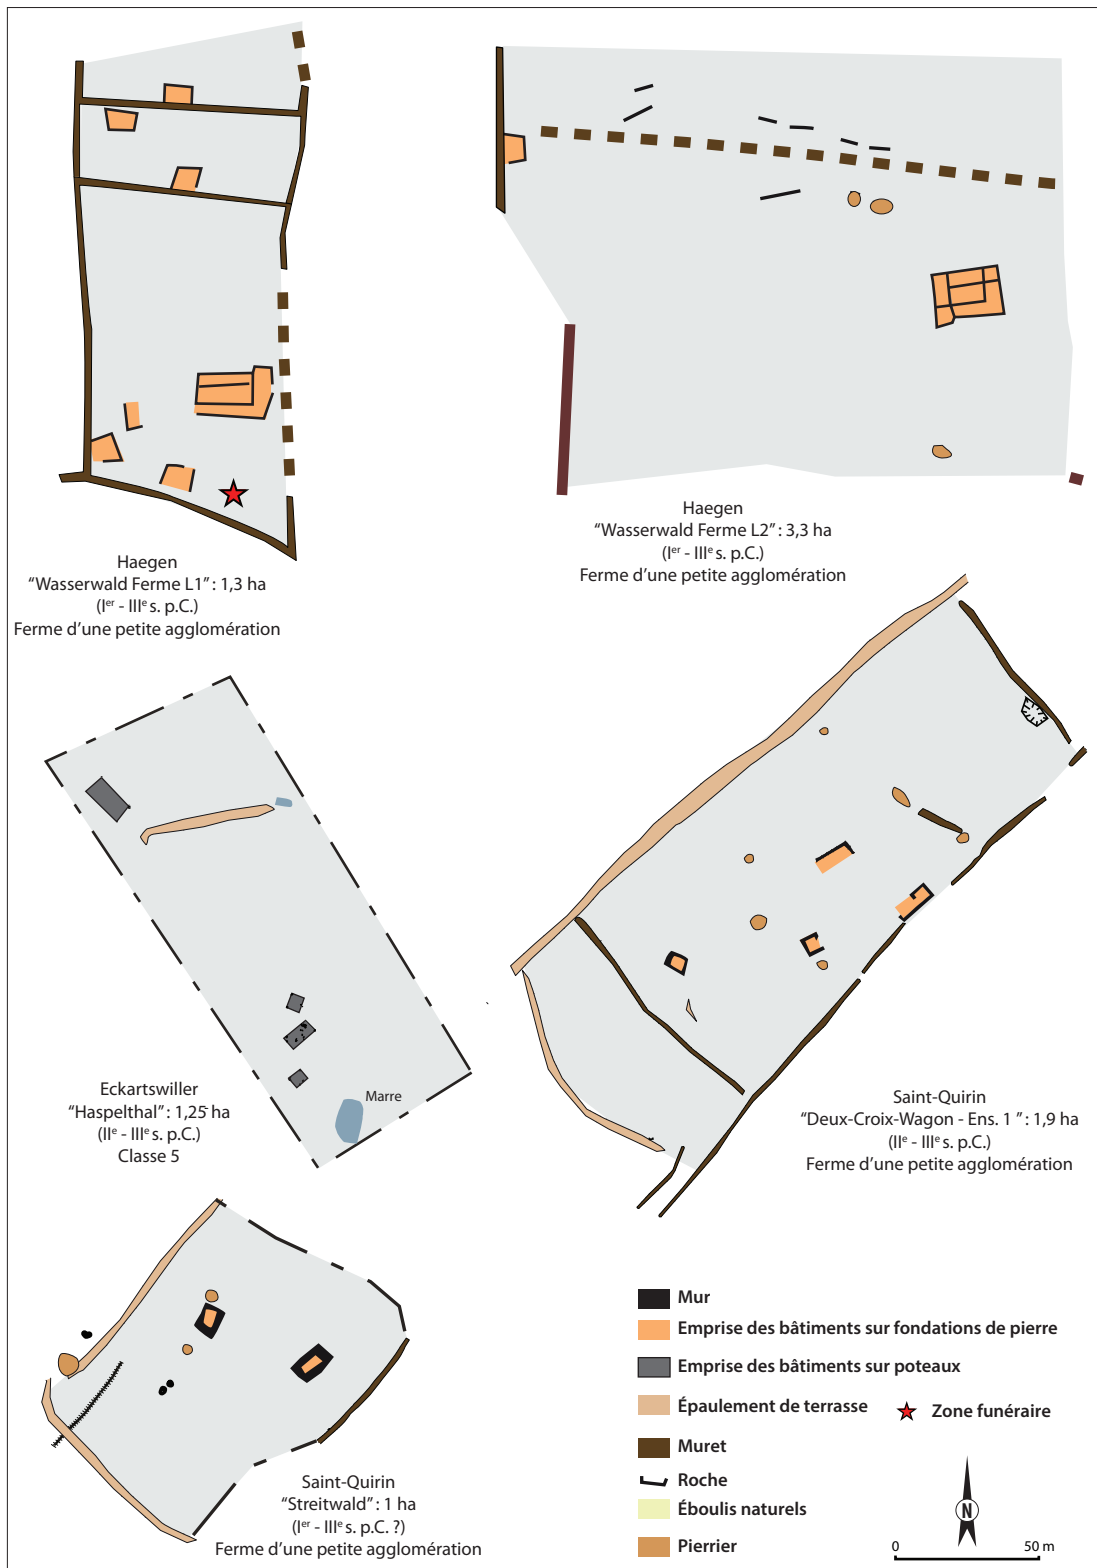 Haegen
“Wasserwald Ferme L1” : 1,3 ha
(Ier - IIIe s. p.C.)
Ferme d’une petite agglomération
Haegen
“Wasserwald Ferme L2” : 3,3 ha
(Ier - IIIe s. p.C.)
Ferme d’une petite agglomération
Marre
Eckartswiller
“Haspelthal” : 1,25 ha
(IIe - IIIe s. p.C.)
Classe 5
Saint-Quirin
“Deux-Croix-Wagon - Ens. 1 ” : 1,9 ha
(IIe - IIIe s. p.C.)
Ferme d’une petite agglomération
Saint-Quirin
“Streitwald” : 1 ha
(Ier - IIIe s. p.C. ?)
Ferme d’une petite agglomération
Mur
Emprise des bâtiments sur fondations de pierre
Emprise des bâtiments sur poteaux
Épaulement de terrasse
Zone funéraire
Muret
Roche
Éboulis naturels
Pierrier
N
0 50 m